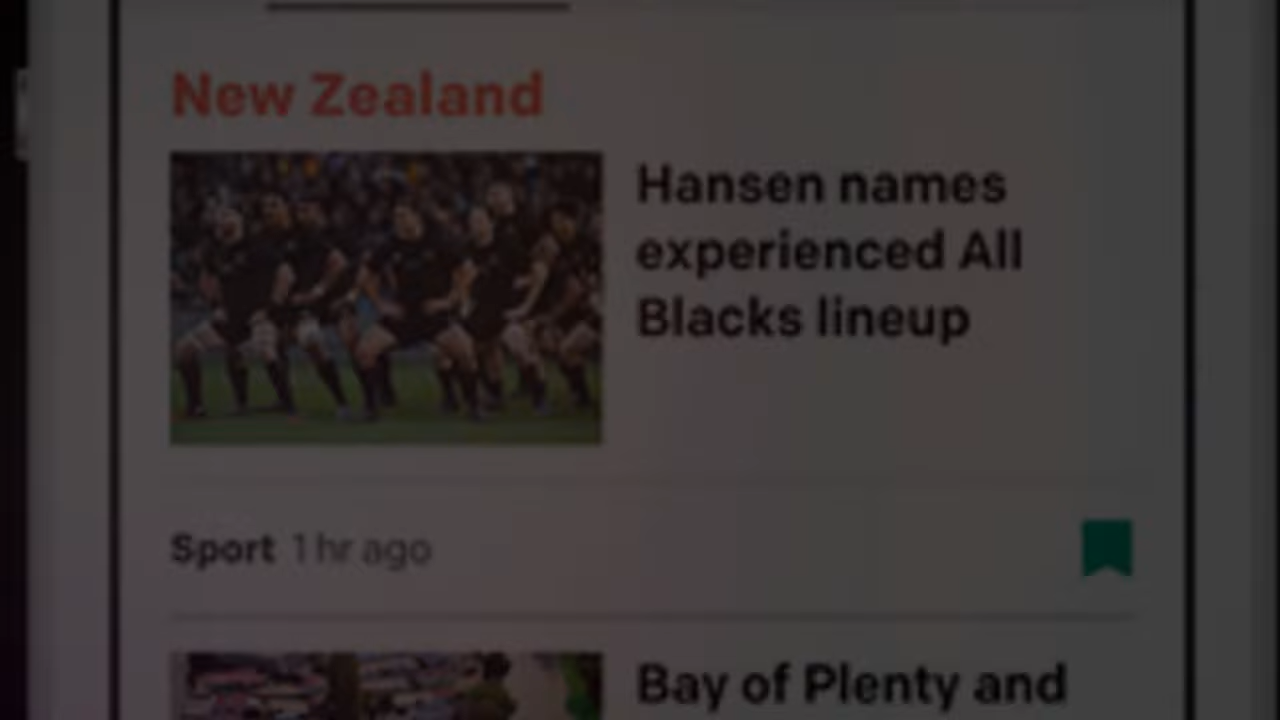 New Zealand
Hansen names
experienced All
Blacks lineup
Sport 1 hr ago
Bay of Plenty and